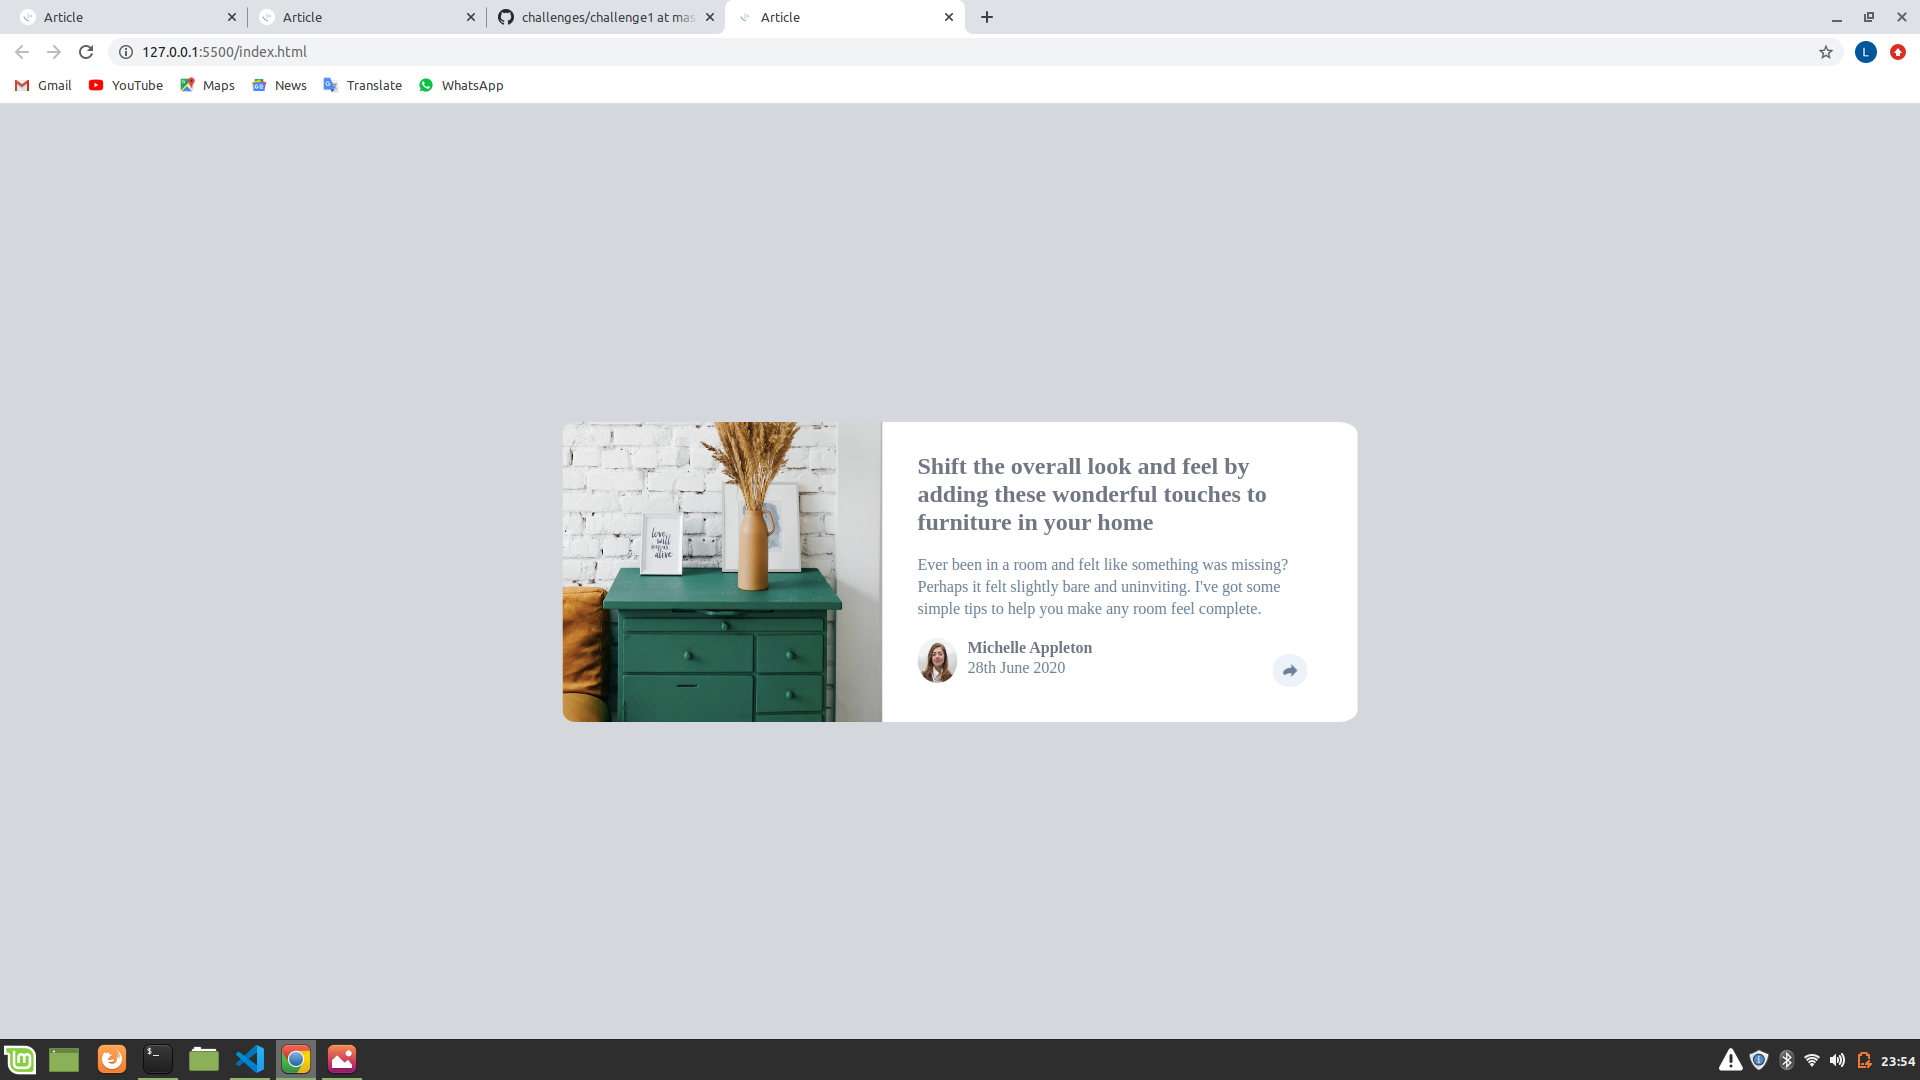 Article
Article
challenges/challenge1 at mas
Article
127.0.0.1:5500/index.html
L
Gmail
YouTube
Maps
News
Translate
WhatsApp
love
will
alive
Shift the overall look and feel by
adding these wonderful touches to
furniture in your home
Ever been in a room and felt like something was missing?
Perhaps it felt slightly bare and uninviting. I've got some
simple tips to help you make any room feel complete.
Michelle Appleton
28th June 2020
23:54